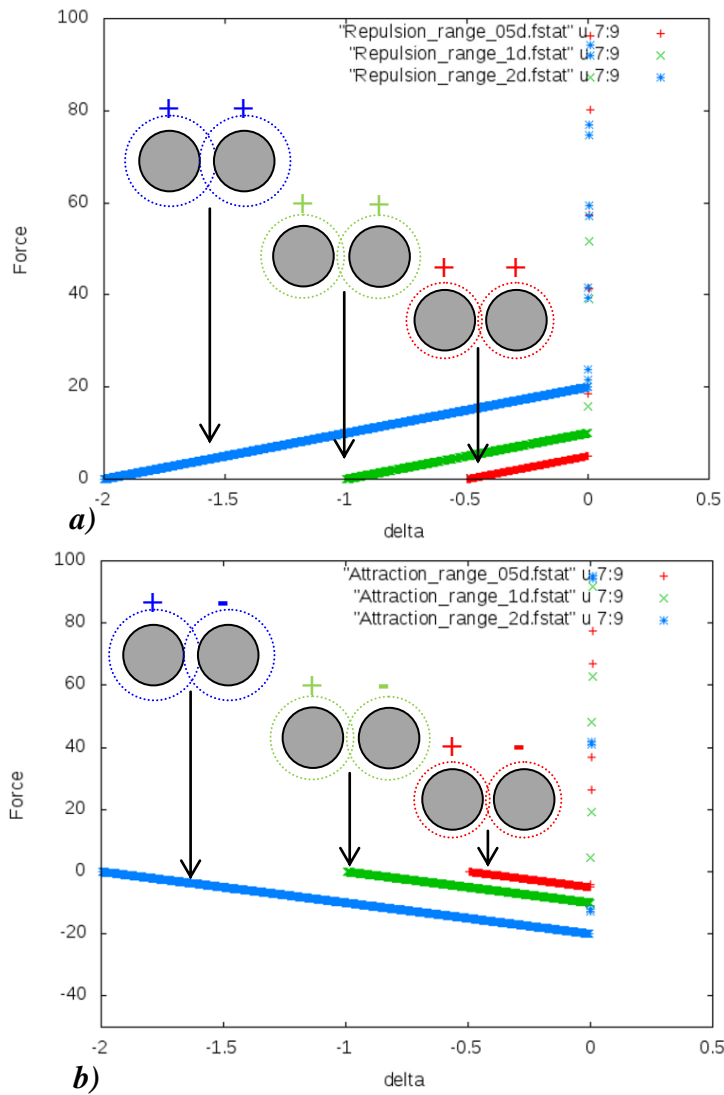 100
"Repulsion_range_05d.fstat" u 7:9
"Repulsion_range_1d.fstat" u 7:9
"Repulsion_range_2d.fstat" u 7:9
80
+ +
60
+ +
Force
40
+ +
20
0
-2 -1.5 -1 -0.5 0 0.5
a)
delta
100
"Attraction_range_05d.fstat" u 7:9
"Attraction_range_1d.fstat" u 7:9
"Attraction_range_2d.fstat" u 7:9
80
+ -
60
+ -
40
+ -
Force
20
0
-20
-40
-2 -1.5 -1 -0.5 0 0.5
b)
delta